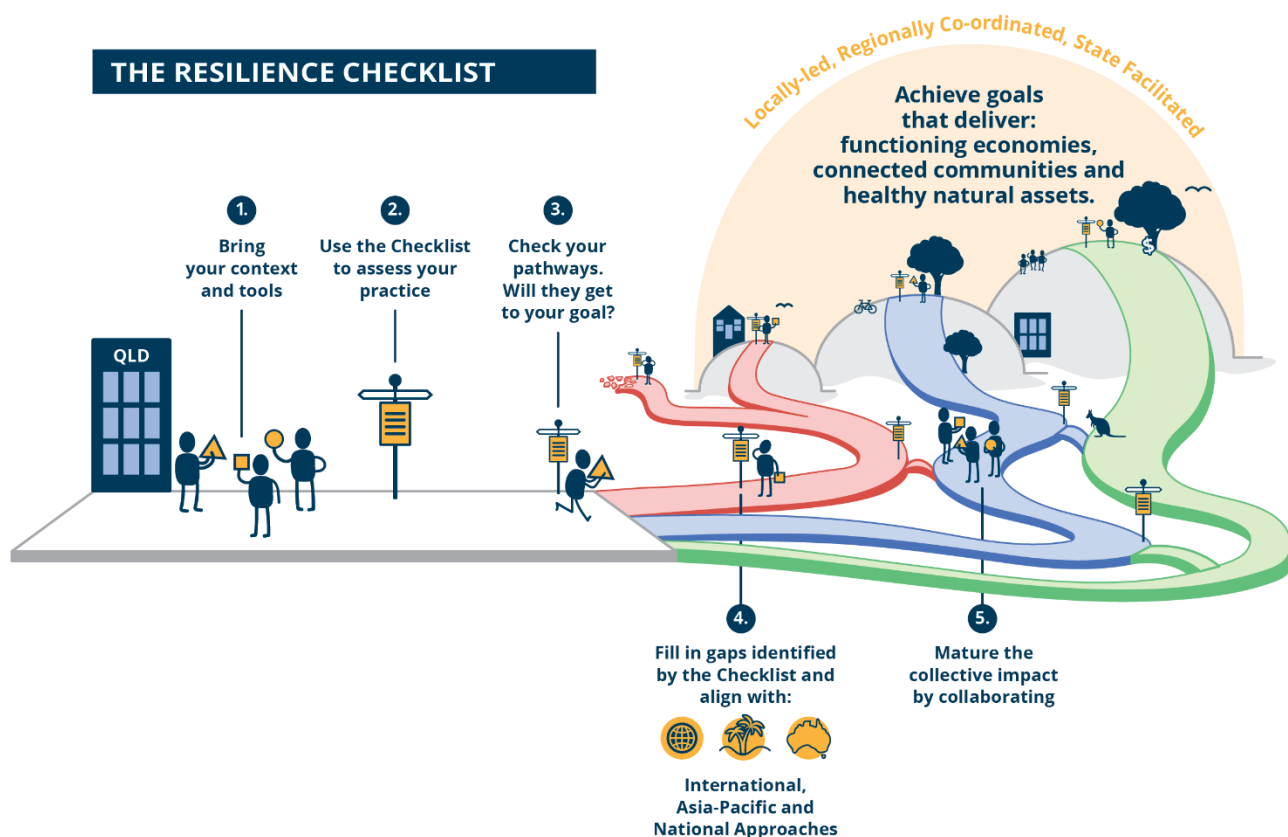 THE RESILIENCE CHECKLIST
Locally-led, Regionally Co-ordinated, State Facilitated
Achieve goals
that deliver:
functioning economies,
connected communities and
healthy natural assets.
1.
Bring
your context
and tools
2.
Use the Checklist
to assess your
practice
3.
Check your
pathways.
Will they get
to your goal?
QLD
$
4.
Fill in gaps identified
by the Checklist and
align with:
International,
Asia-Pacific and
National Approaches
5.
Mature the
collective impact
by collaborating